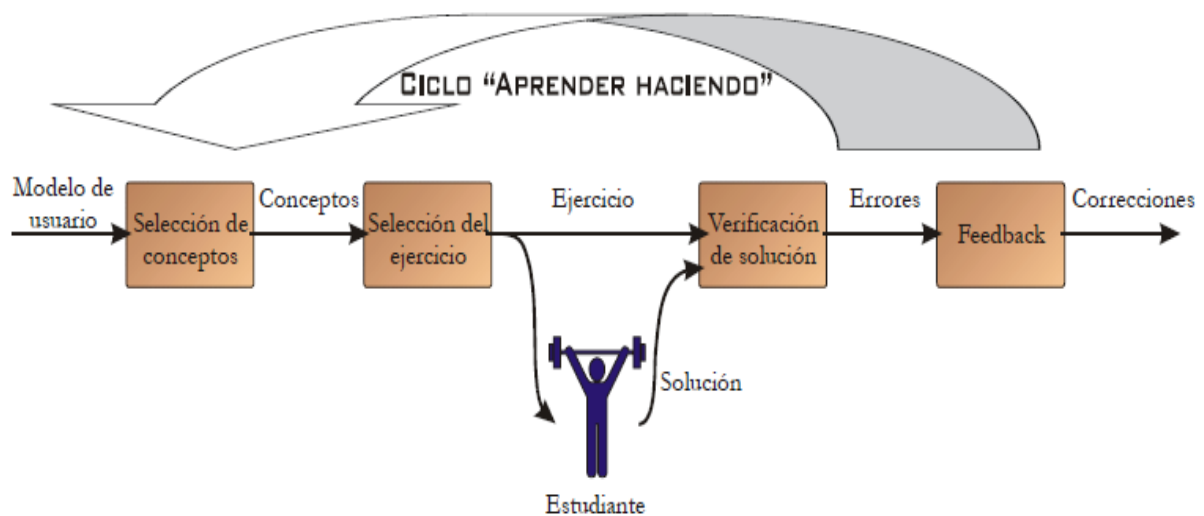 CICLO “APRENDER HACIENDO”
Modelo de
usuario
Selección de
conceptos
Conceptos
Selección del
ejercicio
Ejercicio
Verificación
de solución
Errores
Feedback
Correcciones
Solución
Estudiante